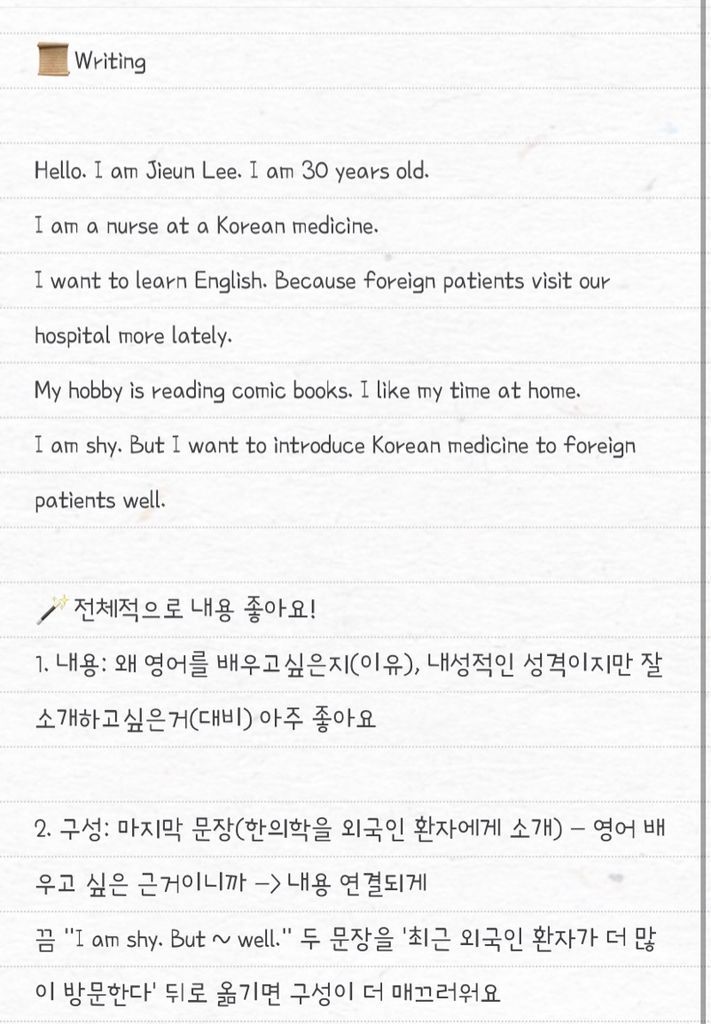 Writing
Hello. I am Jieun Lee. I am 30 years old.
I am a nurse at a Korean medicine.
I want to learn English. Because foreign patients visit our
hospital more lately.
My hobby is reading comic books. I like my time at home.
I am shy. But I want to introduce Korean medicine to foreign
patients well.
전체적으로 내용 좋아요!
1. 내용: 왜 영어를 배우고싶은지(이유), 내성적인 성격이지만 잘
소개하고싶은거(대비) 아주 좋아요
2. 구성: 마지막 문장(한의학을 외국인 환자에게 소개) – 영어 배
우고 싶은 근거이니까 –> 내용 연결되게
끔 "I am shy. But ~ well." 두 문장을 '최근 외국인 환자가 더 많
이 방문한다' 뒤로 옮기면 구성이 더 매끄러워요